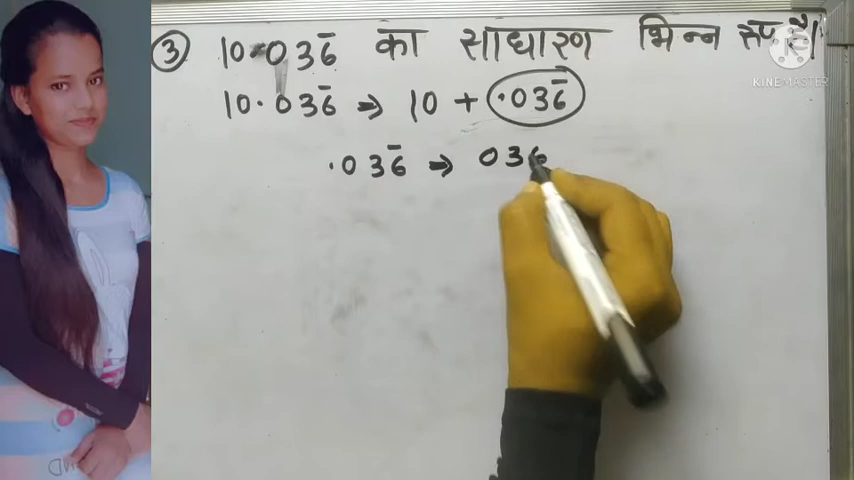 ③ 10.036̅ का साधारण भिन्न रूप है।
KINEMASTER
10.036̅ ⇒ 10 + .036̅
.036̅ ⇒ 036